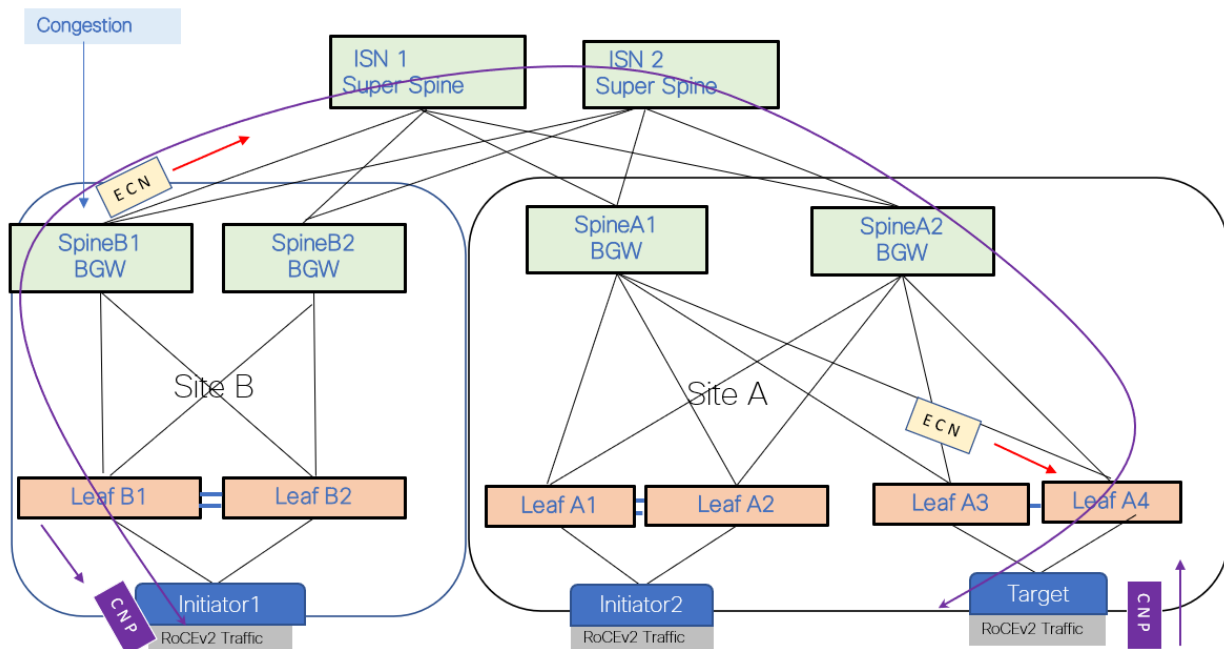 Congestion
ISN 1
Super Spine
ISN 2
Super Spine
ECN
SpineB1
BGW
SpineB2
BGW
SpineA1
BGW
SpineA2
BGW
Site B
Site A
ECN
Leaf B1
Leaf B2
Leaf A1
Leaf A2
Leaf A3
Leaf A4
CNP
Initiator1
RoCEv2 Traffic
Initiator2
RoCEv2 Traffic
Target
RoCEv2 Traffic
CNP